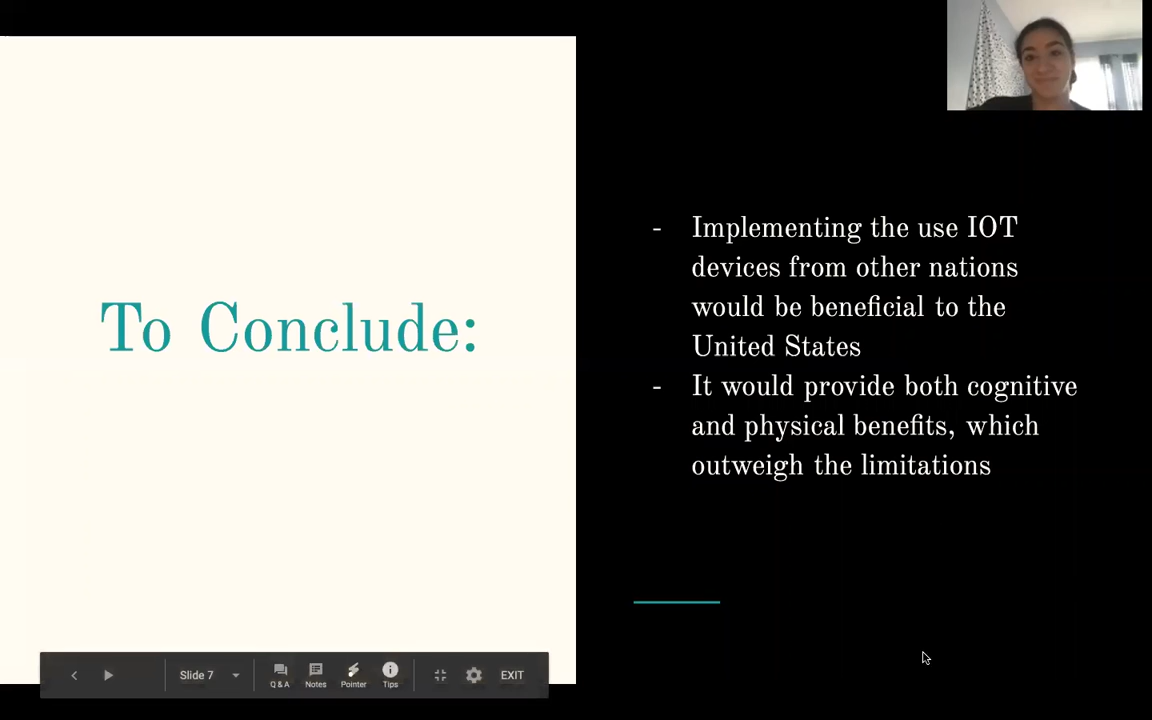 To Conclude:
- Implementing the use IOT
devices from other nations
would be beneficial to the
United States
- It would provide both cognitive
and physical benefits, which
outweigh the limitations
Slide 7
Q & A
Notes
Pointer
Tips
EXIT